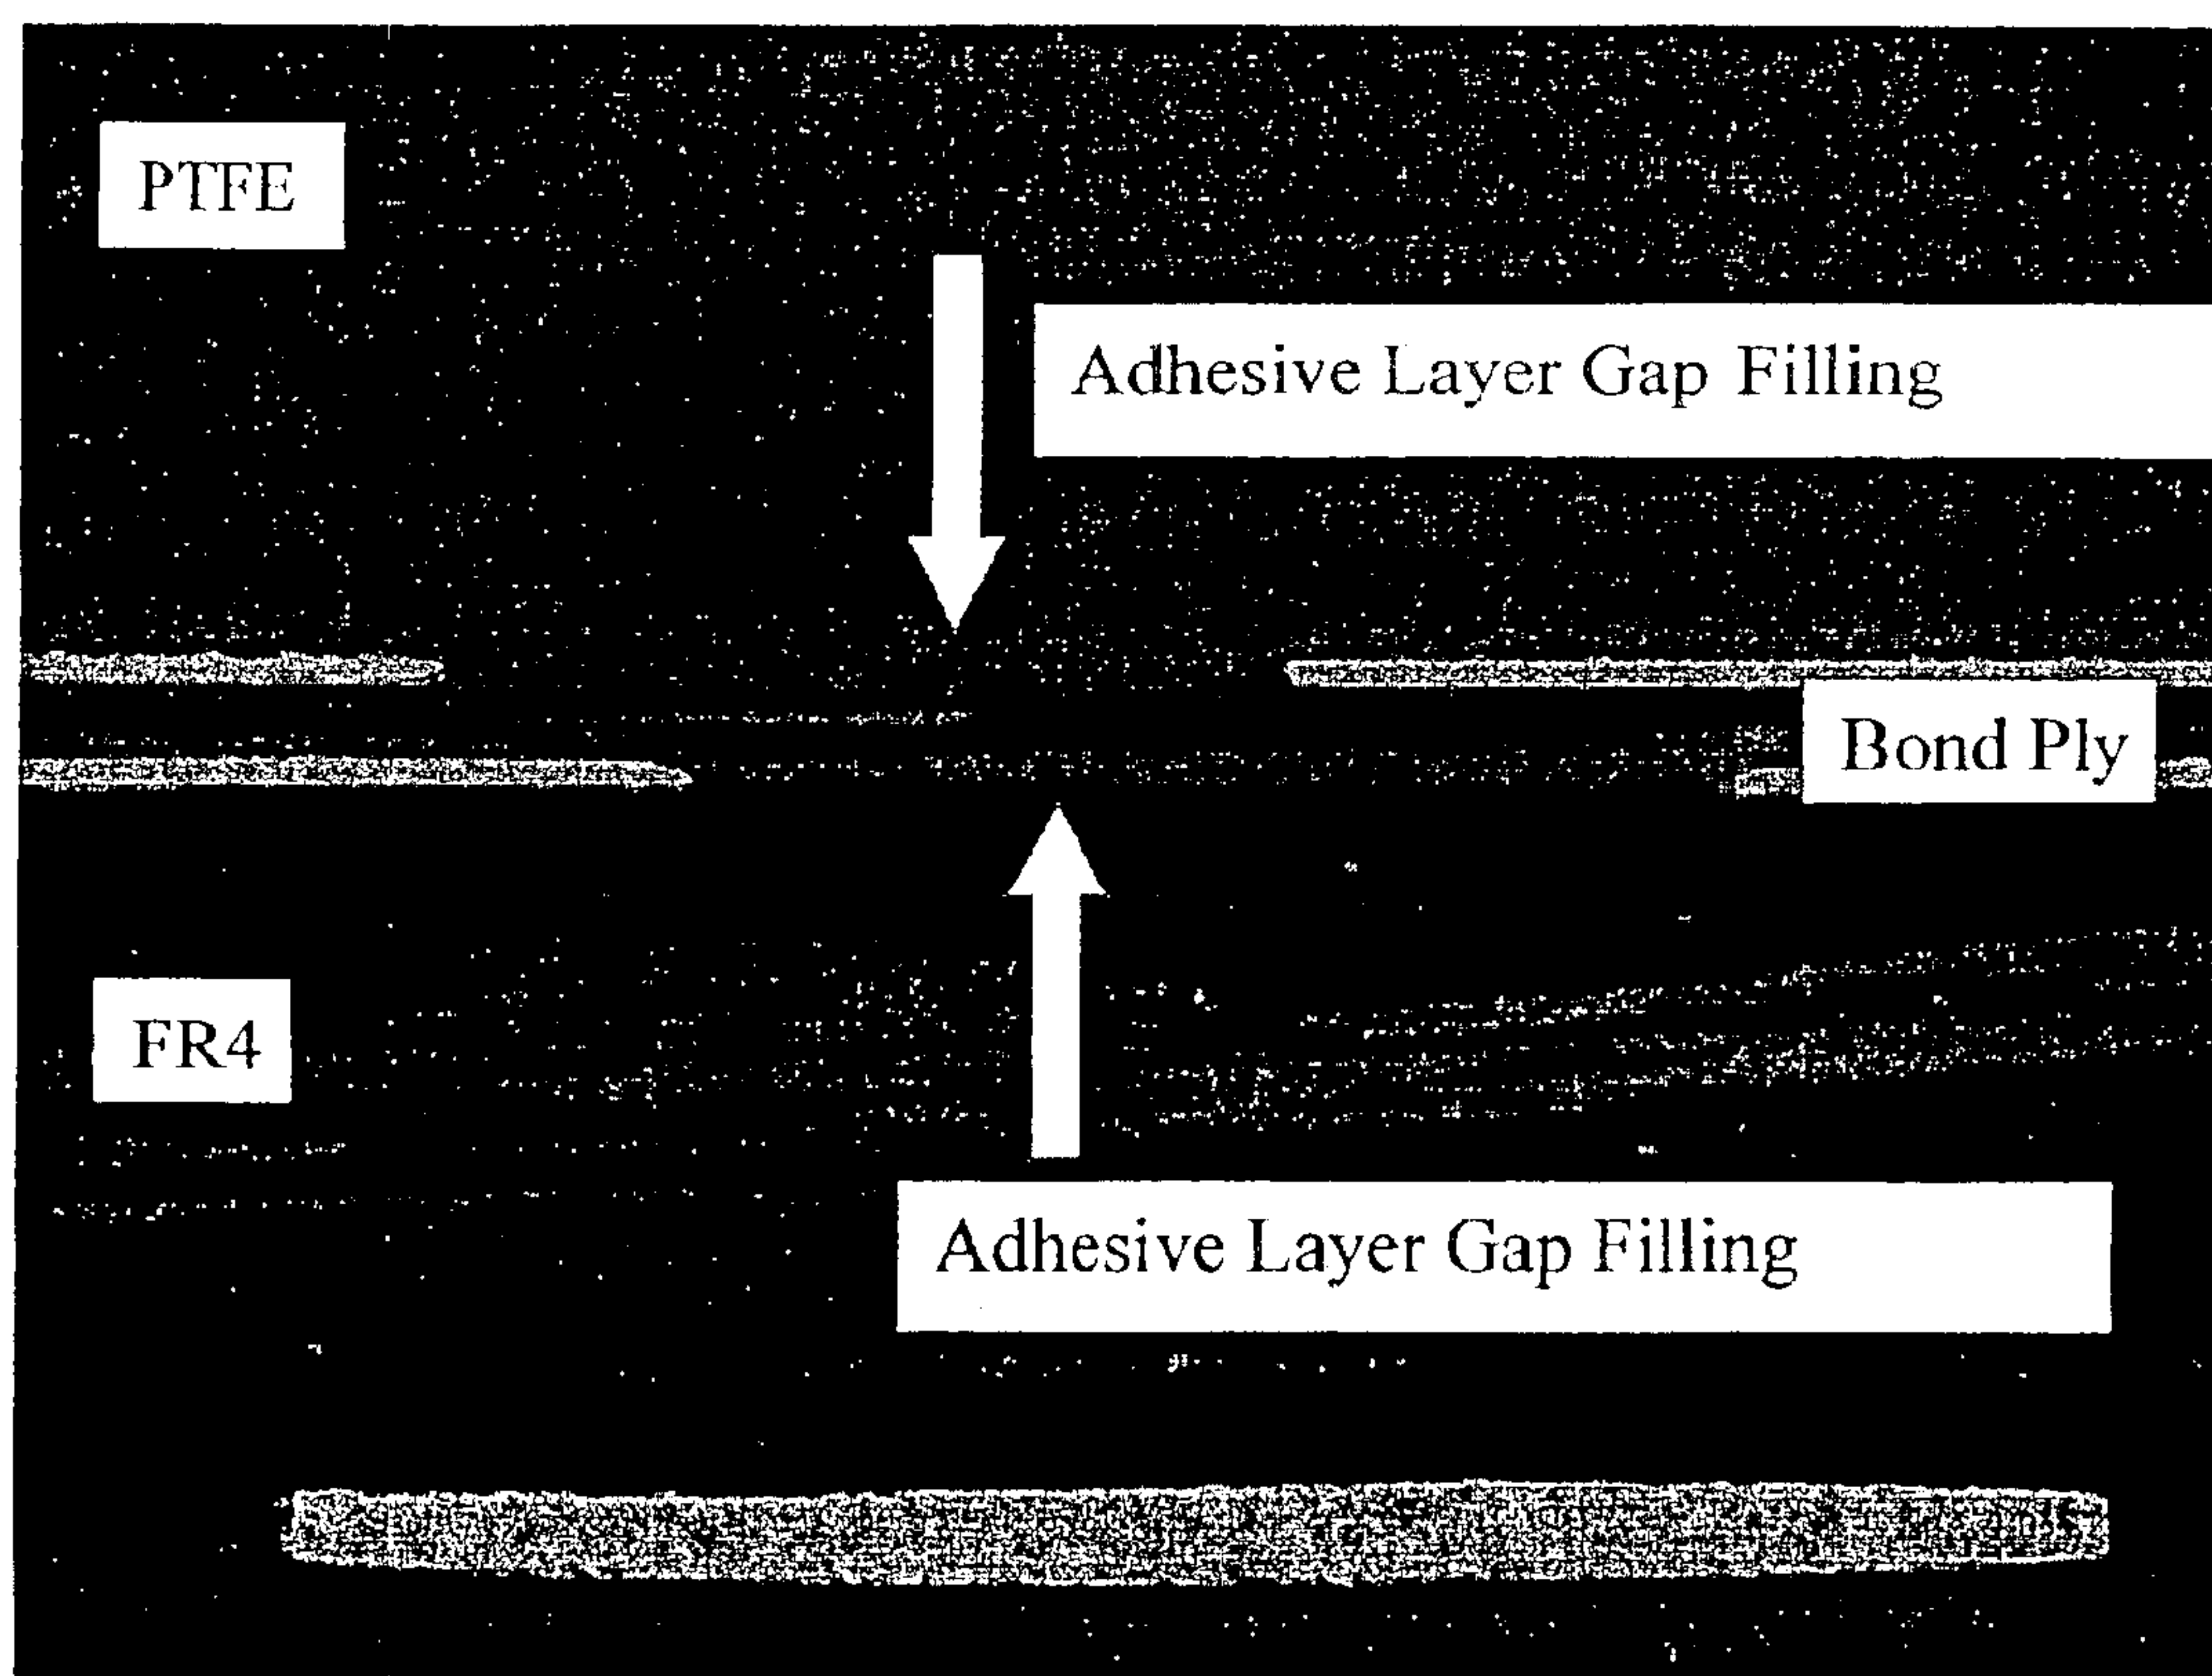 PTFE
Adhesive Layer Gap Filling
Bond Ply
FR4
Adhesive Layer Gap Filling